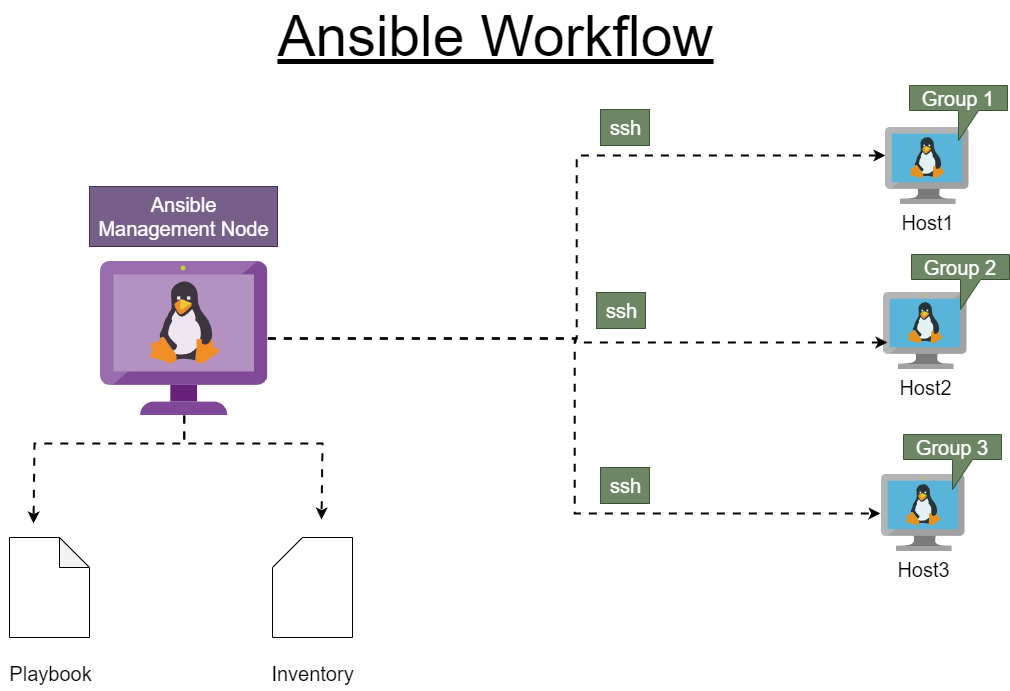 Ansible Workflow
Group 1
ssh
Host1
Ansible
Management Node
Group 2
ssh
Host2
Group 3
ssh
Host3
Playbook
Inventory